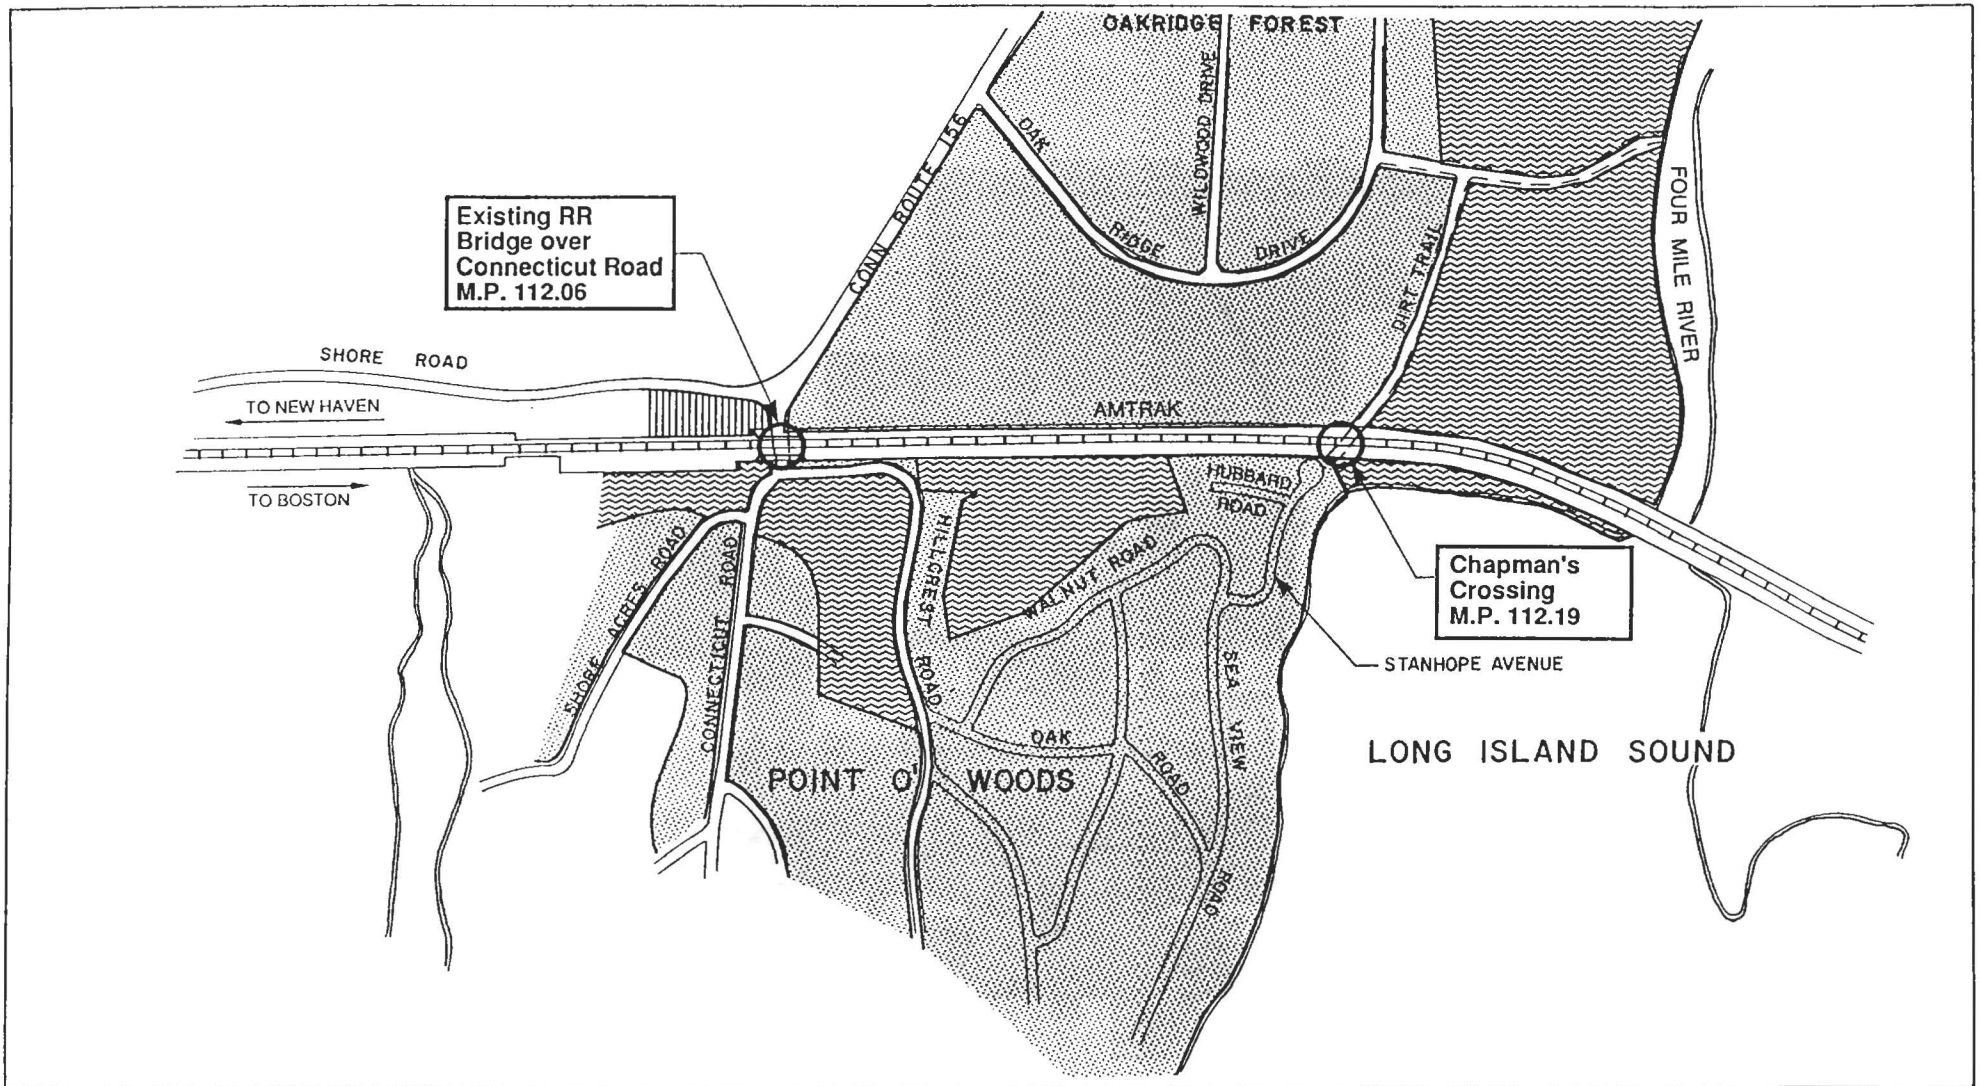 OAKRIDGE FOREST
WILDWOOD DRIVE
CONN ROUTE 156
OAK
RIDGE
DRIVE
DIRT TRAIL
FOUR MILE RIVER
Existing RR
Bridge over
Connecticut Road
M.P. 112.06
SHORE ROAD
TO NEW HAVEN
AMTRAK
TO BOSTON
HUBBARD
ROAD
HILLCREST
ROAD
WALNUT ROAD
SHORE ACRES ROAD
CONNECTICUT ROAD
Chapman's
Crossing
M.P. 112.19
STANHOPE AVENUE
SEA VIEW
ROAD
OAK
ROAD
POINT O' WOODS
LONG ISLAND SOUND